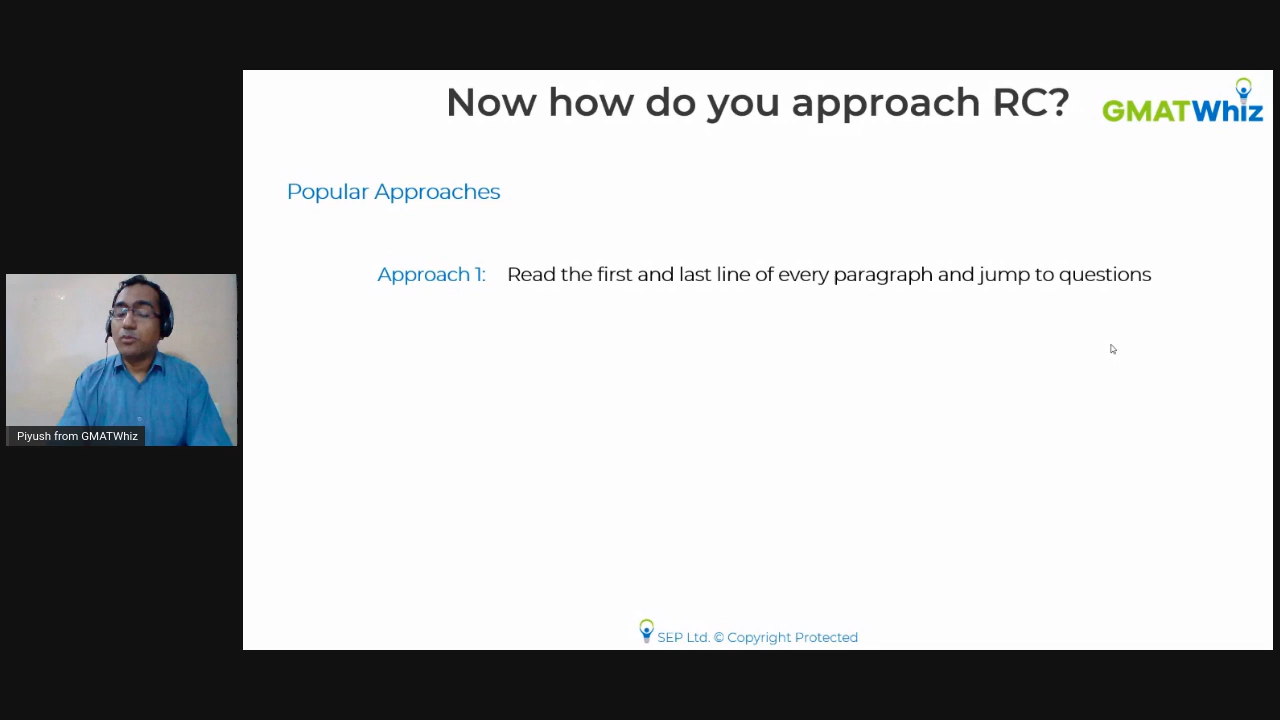 Now how do you approach RC?
GMATWhiz
Popular Approaches
Approach 1: Read the first and last line of every paragraph and jump to questions
Piyush from GMATWhiz
SEP Ltd. © Copyright Protected